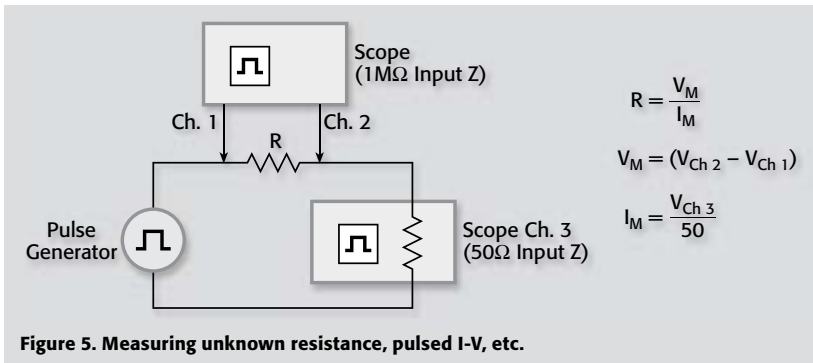 Scope
(1MΩ Input Z)
Ch. 1
Ch. 2
R
Pulse
Generator
Scope Ch. 3
(50Ω Input Z)
R = V_M / I_M
V_M = (V_Ch 2 – V_Ch 1)
I_M = V_Ch 3 / 50
Figure 5. Measuring unknown resistance, pulsed I-V, etc.